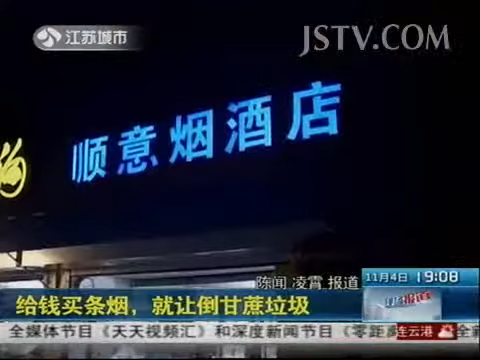 江苏城市
JSTV.COM
顺意烟酒店
陈闻 凌霄 报道
11月4日 19:08
给钱买条烟，就让倒甘蔗垃圾
报道
全媒体节目《天天视频汇》和深度新闻节目《零距离
连云港